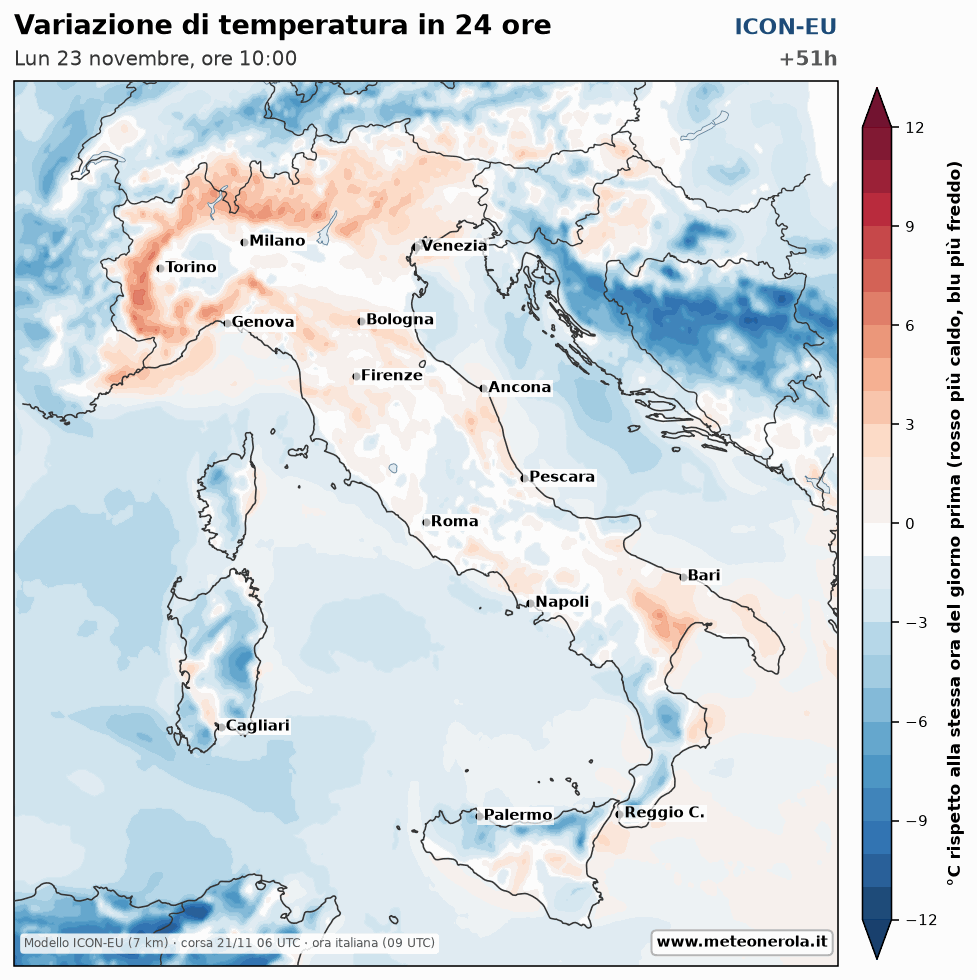 Variazione di temperatura in 24 ore
ICON-EU
Lun 23 novembre, ore 10:00
+51h
Milano
Venezia
Torino
Genova
Bologna
Firenze
Ancona
Pescara
Roma
Bari
Napoli
Cagliari
Palermo
Reggio C.
12
9
6
3
0
−3
−6
−9
−12
°C rispetto alla stessa ora del giorno prima (rosso più caldo, blu più freddo)
Modello ICON-EU (7 km) · corsa 21/11 06 UTC · ora italiana (09 UTC)
www.meteonerola.it